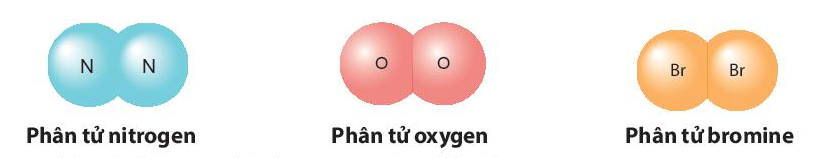 N N
O O
Br Br
Phân tử nitrogen
Phân tử oxygen
Phân tử bromine